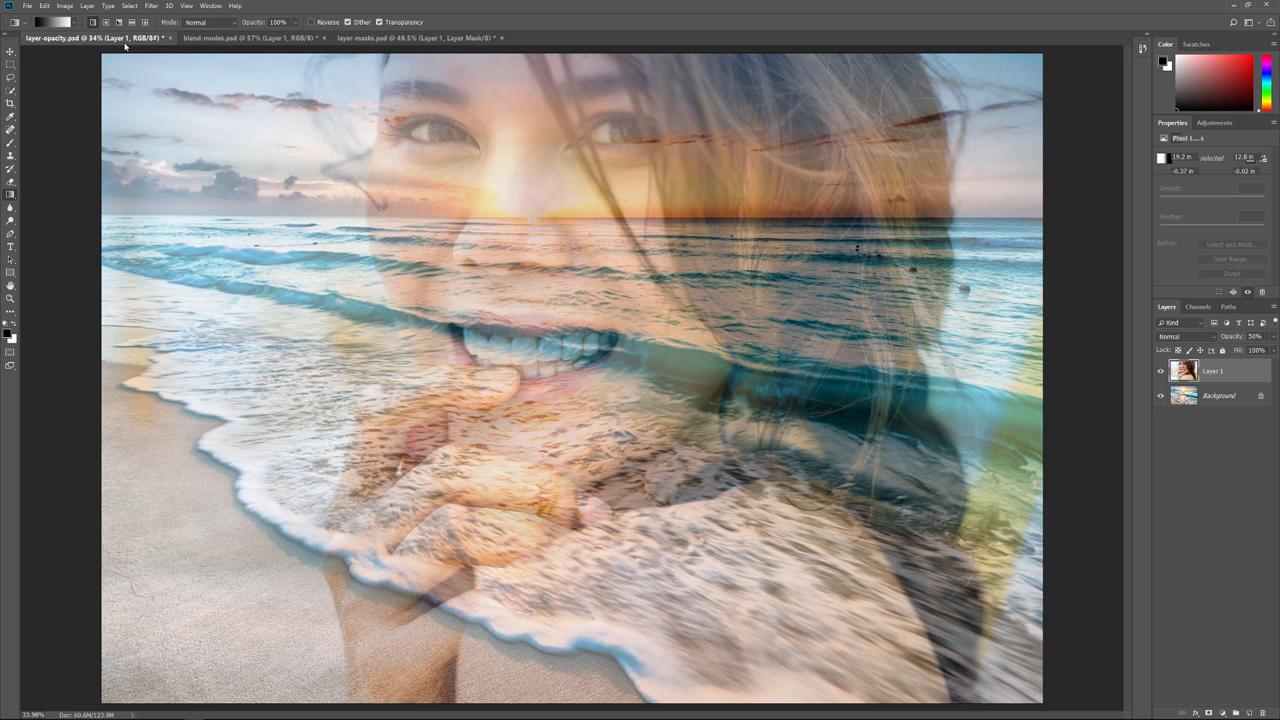 Ps File Edit Image Layer Type Select Filter 3D View Window Help
Mode: Normal Opacity: 100% Reverse Dither Transparency
layer-opacity.psd @ 34% (Layer 1, RGB/8#) * × blend-modes.psd @ 57% (Layer 1, RGB/8) * × layer-masks.psd @ 49.5% (Layer 1, Layer Mask/8) * ×
Color Swatches
Properties Adjustments
Pixel L...s
19.2 in selected 12.8 in
-0.37 in -0.02 in
Density:
Feather:
Refine: Select and Mask...
Color Range...
Invert
Layers Channels Paths
Kind
Normal Opacity: 50%
Lock: Fill: 100%
Layer 1
Background
33.98% Doc: 60.6M/123.9M